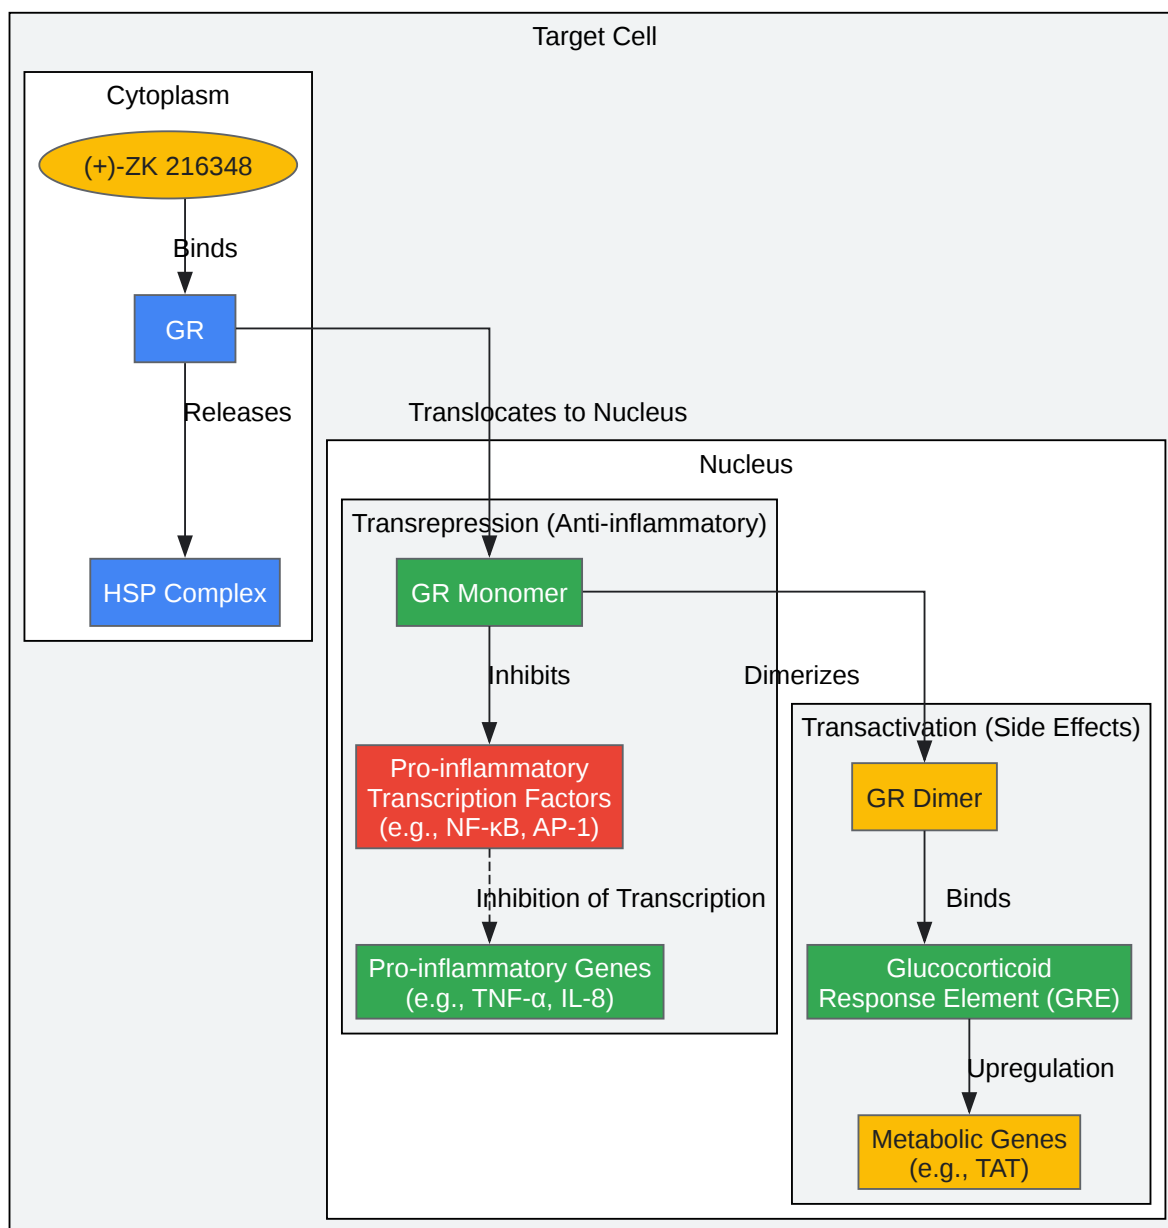 Target Cell
Cytoplasm
(+)-ZK 216348
Binds
GR
Releases
Translocates to Nucleus
Nucleus
Transrepression (Anti-inflammatory)
GR Monomer
HSP Complex
Inhibits
Dimerizes
Transactivation (Side Effects)
Pro-inflammatory
Transcription Factors
(e.g., NF-κB, AP-1)
GR Dimer
Inhibition of Transcription
Binds
Pro-inflammatory Genes
(e.g., TNF-α, IL-8)
Glucocorticoid
Response Element (GRE)
Upregulation
Metabolic Genes
(e.g., TAT)